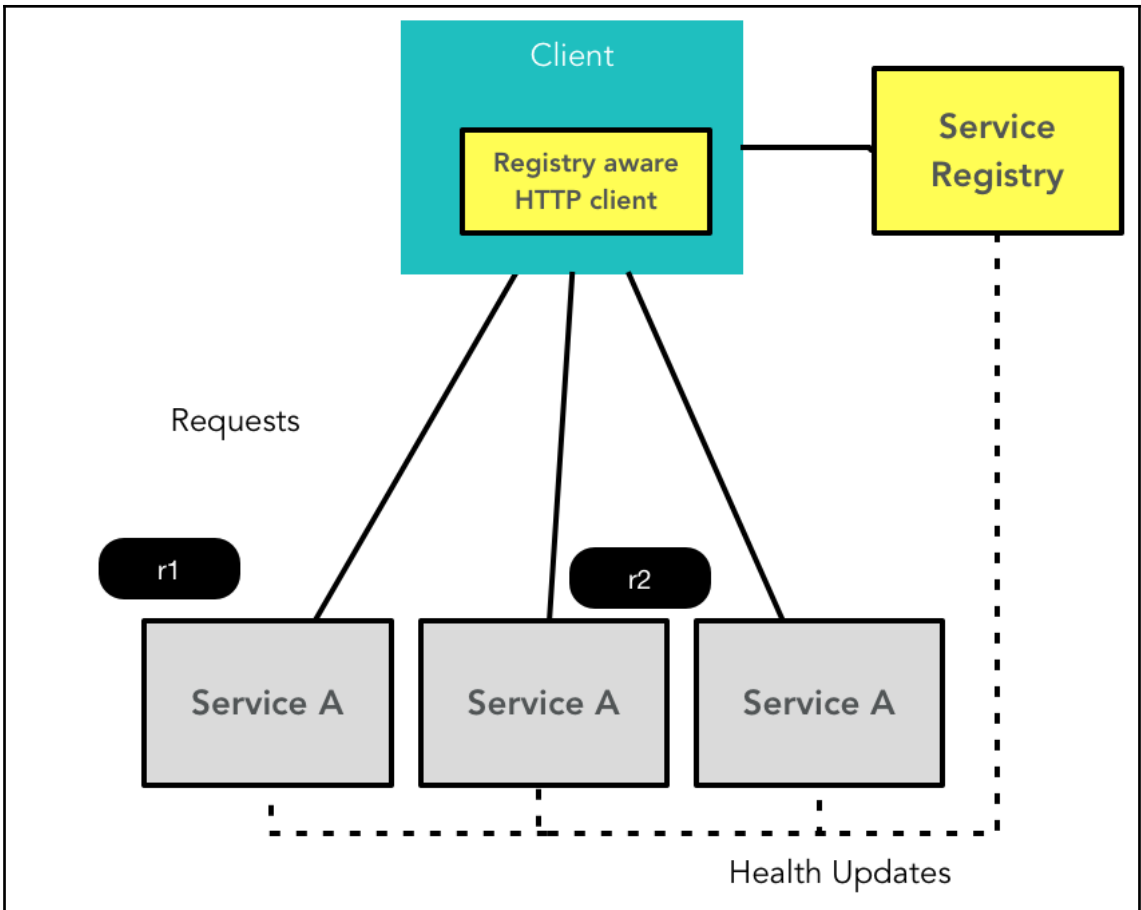 Client
Service
Registry
Registry aware
HTTP client
Requests
r1
r2
Service A
Service A
Service A
Health Updates